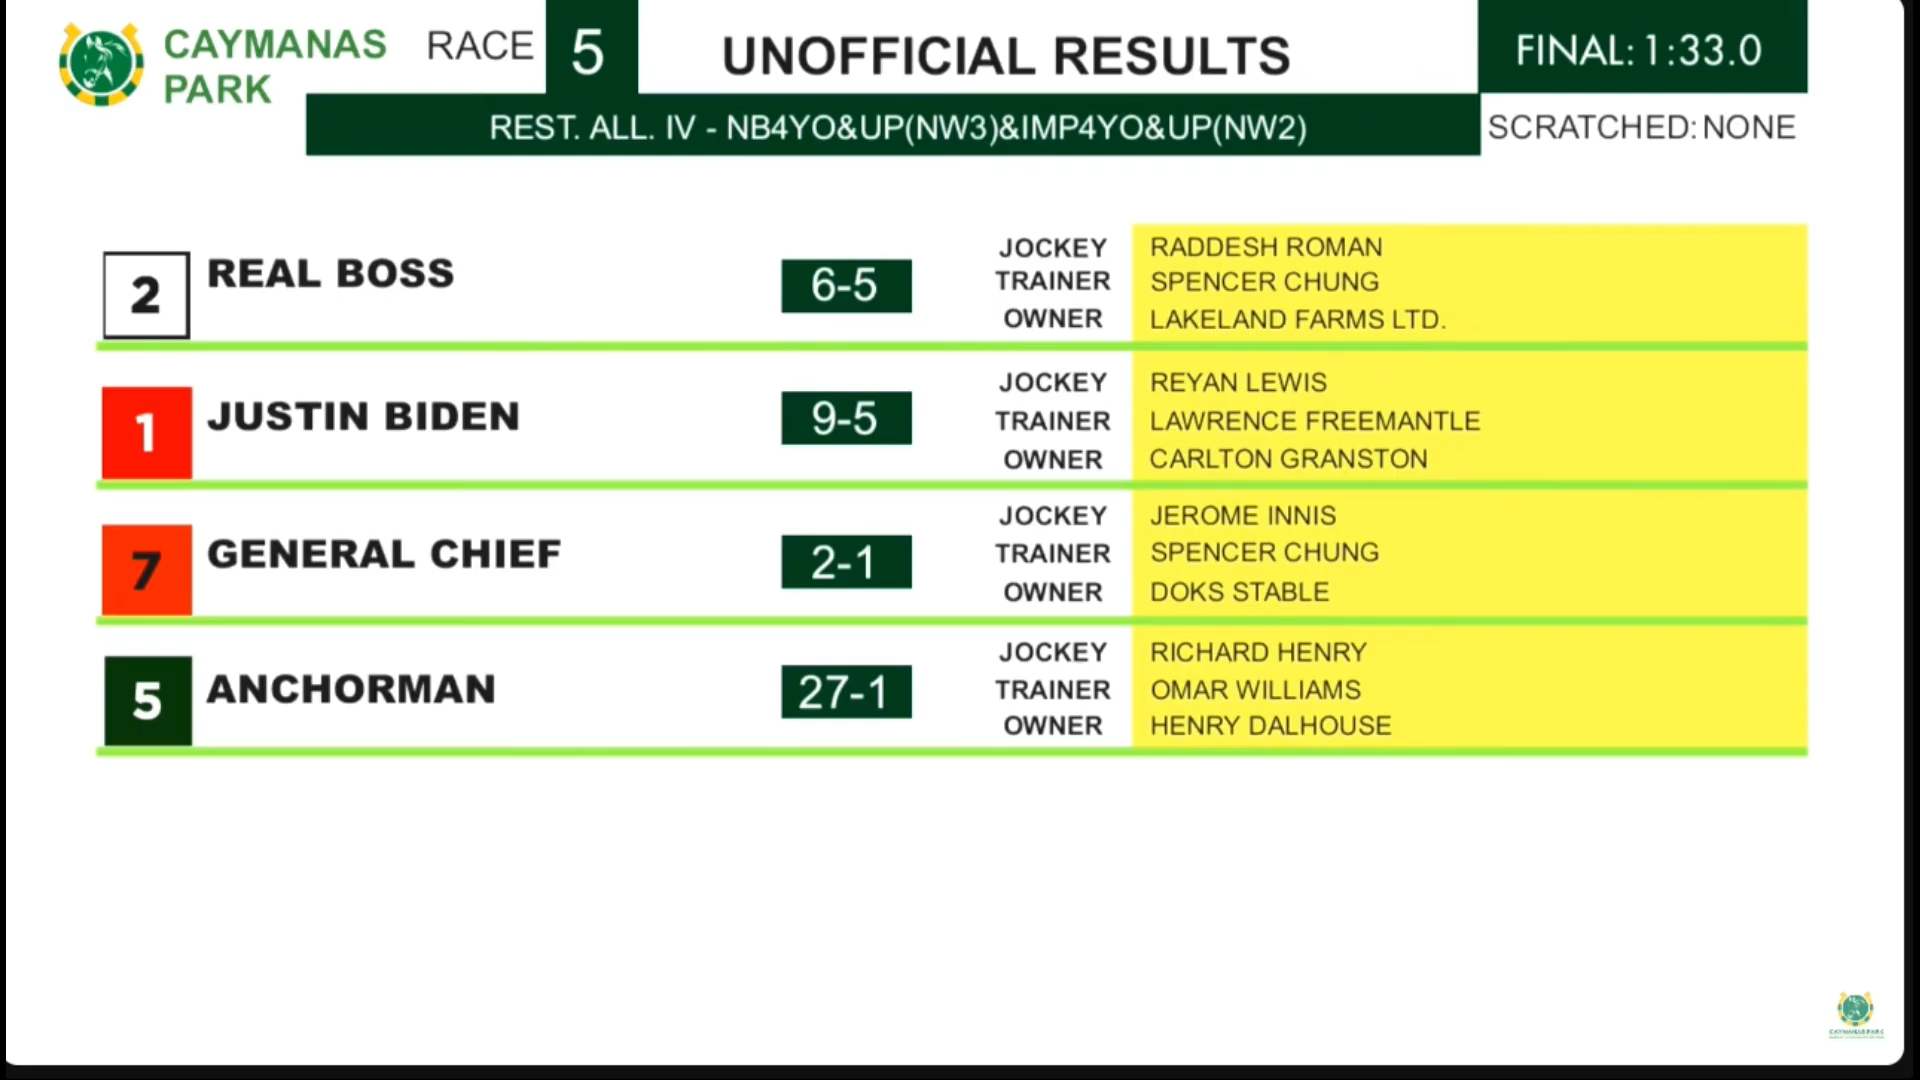 CAYMANAS PARK
RACE 5
UNOFFICIAL RESULTS
FINAL: 1:33.0
REST. ALL. IV - NB4YO&UP(NW3)&IMP4YO&UP(NW2)
SCRATCHED: NONE
2 REAL BOSS 6-5
JOCKEY RADDESH ROMAN
TRAINER SPENCER CHUNG
OWNER LAKELAND FARMS LTD.
1 JUSTIN BIDEN 9-5
JOCKEY REYAN LEWIS
TRAINER LAWRENCE FREEMANTLE
OWNER CARLTON GRANSTON
7 GENERAL CHIEF 2-1
JOCKEY JEROME INNIS
TRAINER SPENCER CHUNG
OWNER DOKS STABLE
5 ANCHORMAN 27-1
JOCKEY RICHARD HENRY
TRAINER OMAR WILLIAMS
OWNER HENRY DALHOUSE
CAYMANAS PARK